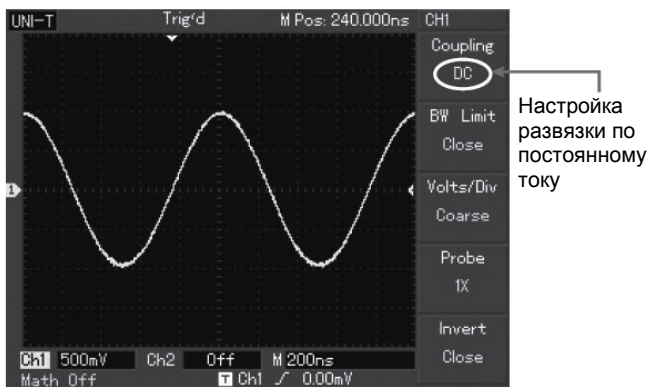 UNI-T Trig'd M Pos: 240.000ns CH1
Coupling
DC
BW Limit
Close
Volts/Div
Coarse
Probe
1X
Invert
Close
1
Ch1 500mV Ch2 Off M 200ns
Math Off T Ch1 / 0.00mV
Настройка
развязки по
постоянному
току